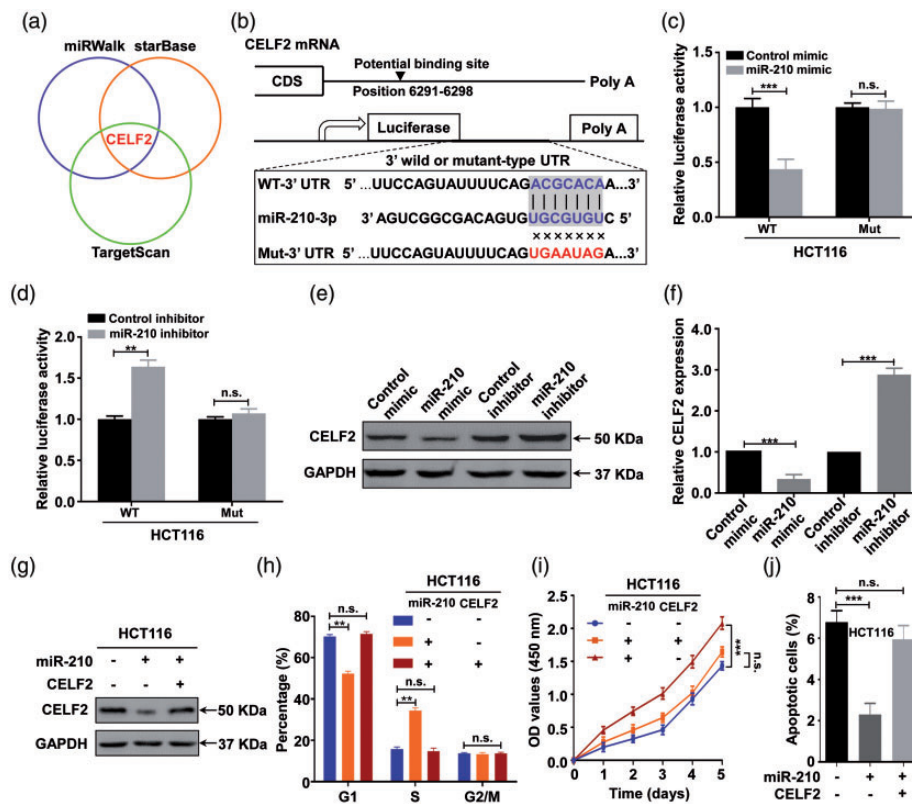 (a)
miRWalk starBase
CELF2
TargetScan
(b)
CELF2 mRNA
CDS
Potential binding site
Position 6291-6298
Poly A
Luciferase
Poly A
3' wild or mutant-type UTR
WT-3' UTR 5' ...UUCCAGUAUUUUCAGACGCACAA...3'
miR-210-3p 3'AGUCGGCGACAGUGUGCGUGUC 5'
×××××××
Mut-3' UTR 5' ...UUCCAGUAUUUUCAGUGAAUAGA...3'
(c)
Relative luciferase activity
1.5
1.0
0.5
0.0
Control mimic
miR-210 mimic
***
n.s.
WT
Mut
HCT116
(d)
Relative luciferase activity
2.0
1.5
1.0
0.5
0.0
Control inhibitor
miR-210 inhibitor
**
n.s.
WT
Mut
HCT116
(e)
Control mimic
miR-210 mimic
Control inhibitor
miR-210 inhibitor
CELF2
50 KDa
GAPDH
37 KDa
(f)
Relative CELF2 expression
4.0
3.0
2.0
1.0
0.0
***
***
Control mimic
miR-210 mimic
Control inhibitor
miR-210 inhibitor
(g)
HCT116
miR-210 - + +
CELF2 - - +
CELF2
50 KDa
GAPDH
37 KDa
(h)
HCT116
miR-210 CELF2
- -
+ -
+ +
Percentage (%)
80
60
40
20
0
n.s.
**
n.s.
**
n.s.
G1
S
G2/M
(i)
HCT116
miR-210 CELF2
- -
+ +
+ -
OD values (450 nm)
2.5
2.0
1.5
1.0
0.5
0.0
***
n.s.
0 1 2 3 4 5
Time (days)
(j)
Apoptotic cells (%)
8
6
4
2
0
n.s.
***
HCT116
miR-210 - + +
CELF2 - - +